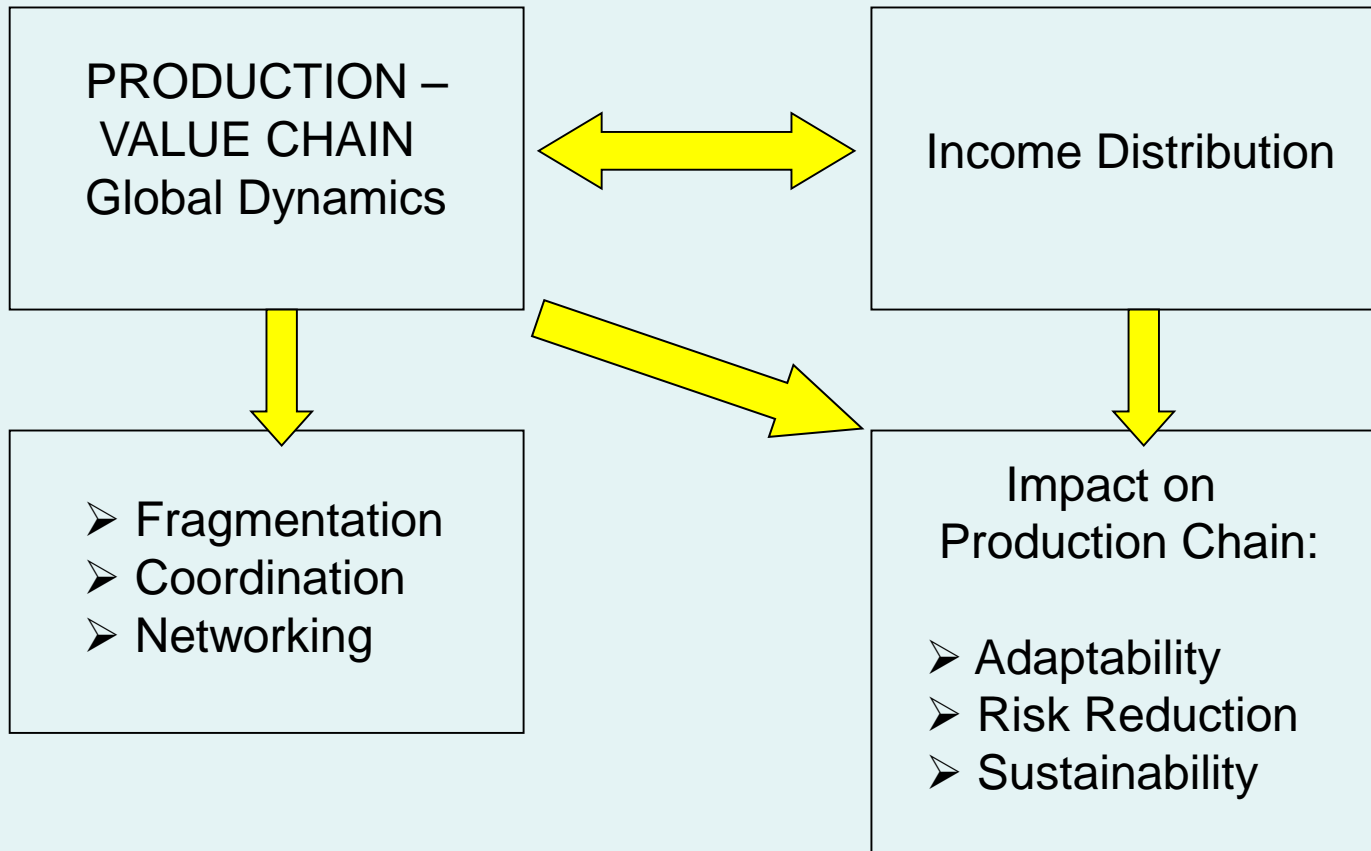 PRODUCTION –
VALUE CHAIN
Global Dynamics
Income Distribution
➢ Fragmentation
➢ Coordination
➢ Networking
Impact on
Production Chain:
➢ Adaptability
➢ Risk Reduction
➢ Sustainability